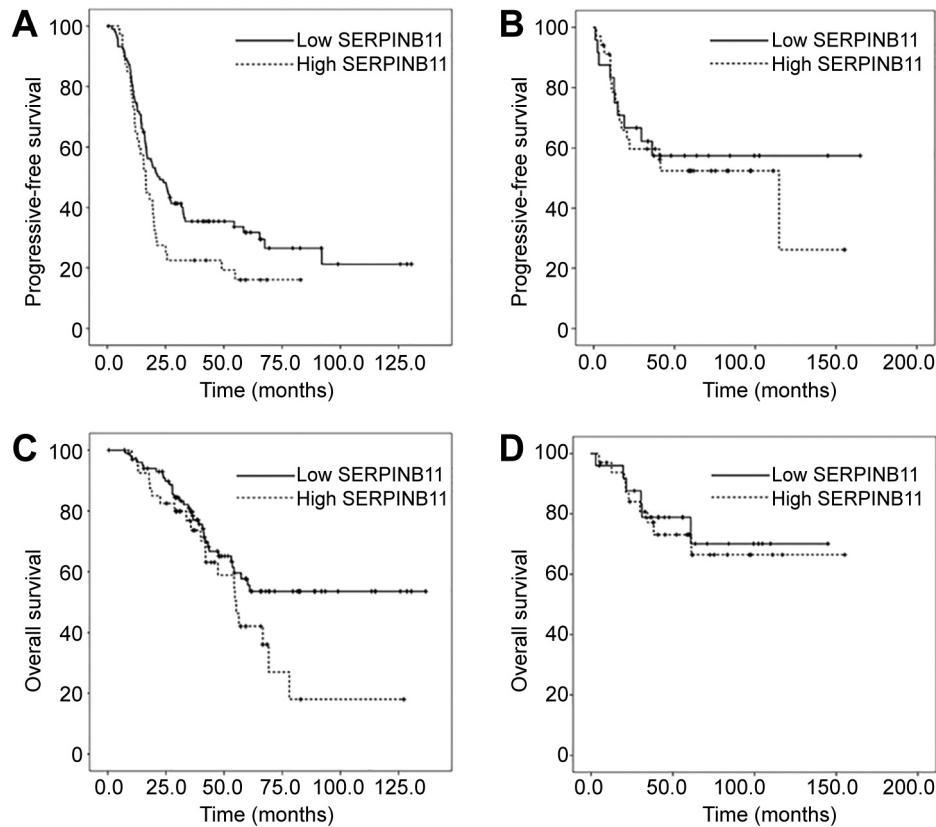 A
100
80
60
40
20
0
Progressive-free survival
Low SERPINB11
High SERPINB11
0.0 25.0 50.0 75.0 100.0 125.0
Time (months)
B
100
80
60
40
20
0
Progressive-free survival
Low SERPINB11
High SERPINB11
0.0 50.0 100.0 150.0 200.0
Time (months)
C
100
80
60
40
20
0
Overall survival
Low SERPINB11
High SERPINB11
0.0 25.0 50.0 75.0 100.0 125.0
Time (months)
D
100
80
60
40
20
0
Overall survival
Low SERPINB11
High SERPINB11
0.0 50.0 100.0 150.0 200.0
Time (months)